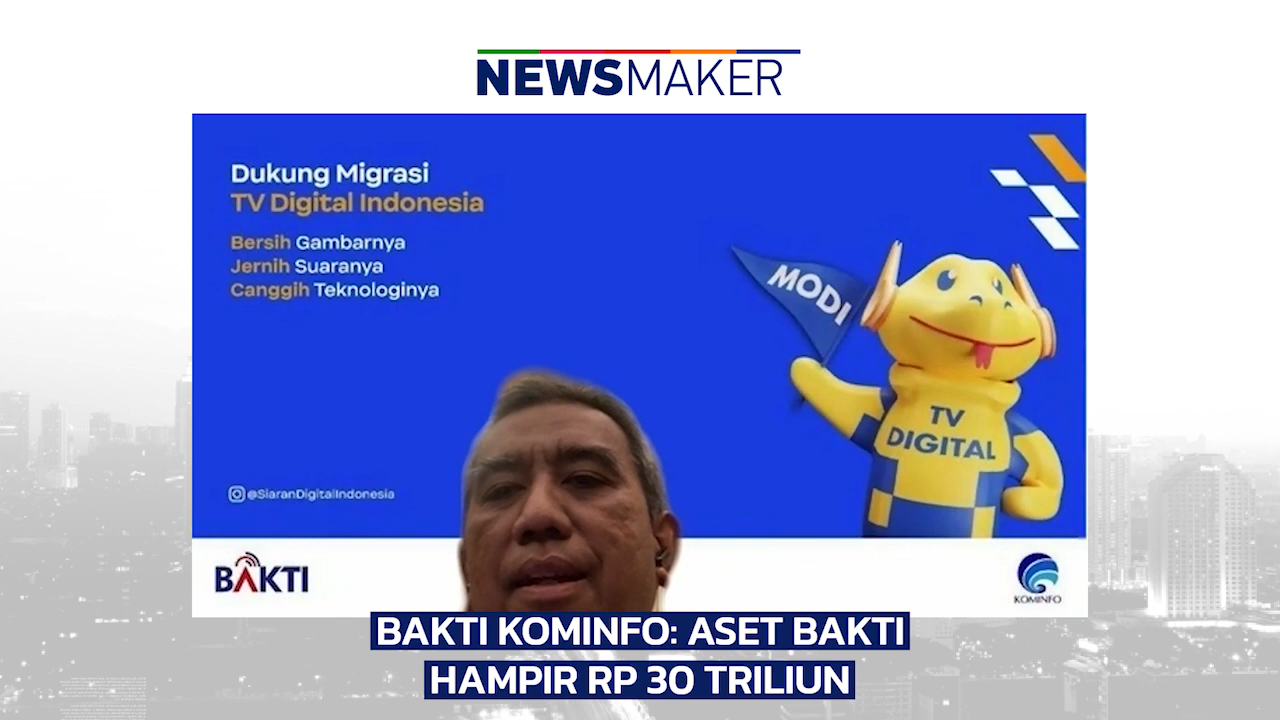 NEWSMAKER
Dukung Migrasi
TV Digital Indonesia
Bersih Gambarnya
Jernih Suaranya
Canggih Teknologinya
MODI
TV
DIGITAL
@SiaranDigitalIndonesia
BAKTI
KOMINFO
BAKTI KOMINFO: ASET BAKTI
HAMPIR RP 30 TRILIUN